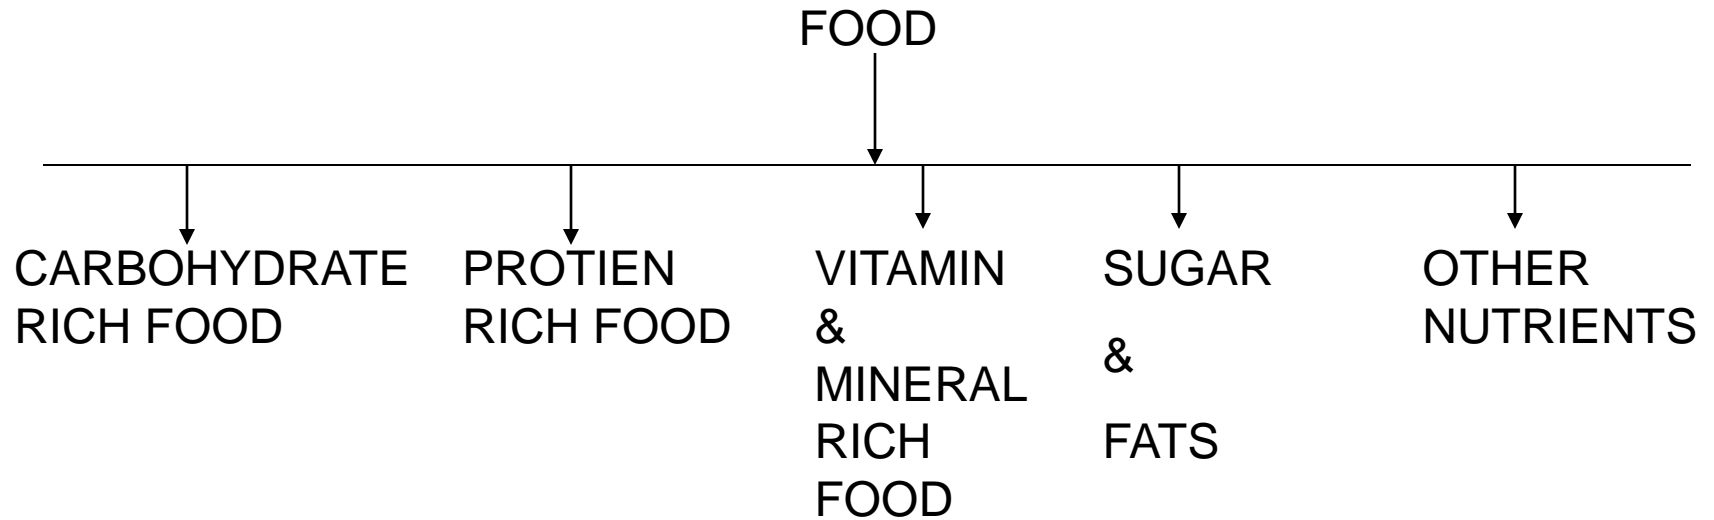 FOOD
CARBOHYDRATE
RICH FOOD
PROTIEN
RICH FOOD
VITAMIN
&
MINERAL
RICH
FOOD
SUGAR
&
FATS
OTHER
NUTRIENTS